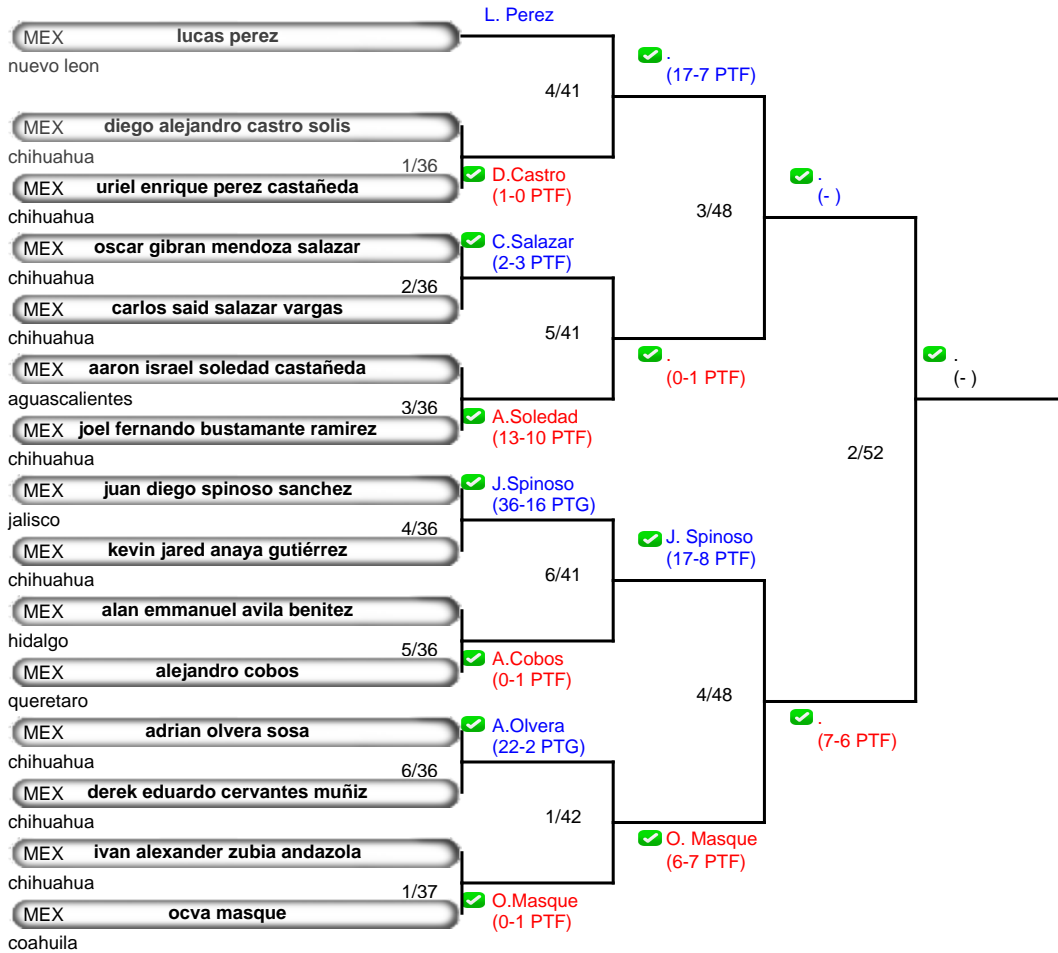 L. Perez
MEX lucas perez
nuevo leon
4/41
.
(17-7 PTF)
MEX diego alejandro castro solis
chihuahua
1/36
MEX uriel enrique perez castañeda
chihuahua
D.Castro
(1-0 PTF)
3/48
.
(- )
MEX oscar gibran mendoza salazar
chihuahua
2/36
MEX carlos said salazar vargas
chihuahua
C.Salazar
(2-3 PTF)
5/41
.
(0-1 PTF)
MEX aaron israel soledad castañeda
aguascalientes
3/36
MEX joel fernando bustamante ramirez
chihuahua
A.Soledad
(13-10 PTF)
.
(- )
2/52
MEX juan diego spinoso sanchez
jalisco
4/36
MEX kevin jared anaya gutiérrez
chihuahua
J.Spinoso
(36-16 PTG)
6/41
J. Spinoso
(17-8 PTF)
MEX alan emmanuel avila benitez
hidalgo
5/36
MEX alejandro cobos
queretaro
A.Cobos
(0-1 PTF)
4/48
.
(7-6 PTF)
MEX adrian olvera sosa
chihuahua
6/36
MEX derek eduardo cervantes muñiz
chihuahua
A.Olvera
(22-2 PTG)
1/42
O. Masque
(6-7 PTF)
MEX ivan alexander zubia andazola
chihuahua
1/37
MEX ocva masque
coahuila
O.Masque
(0-1 PTF)